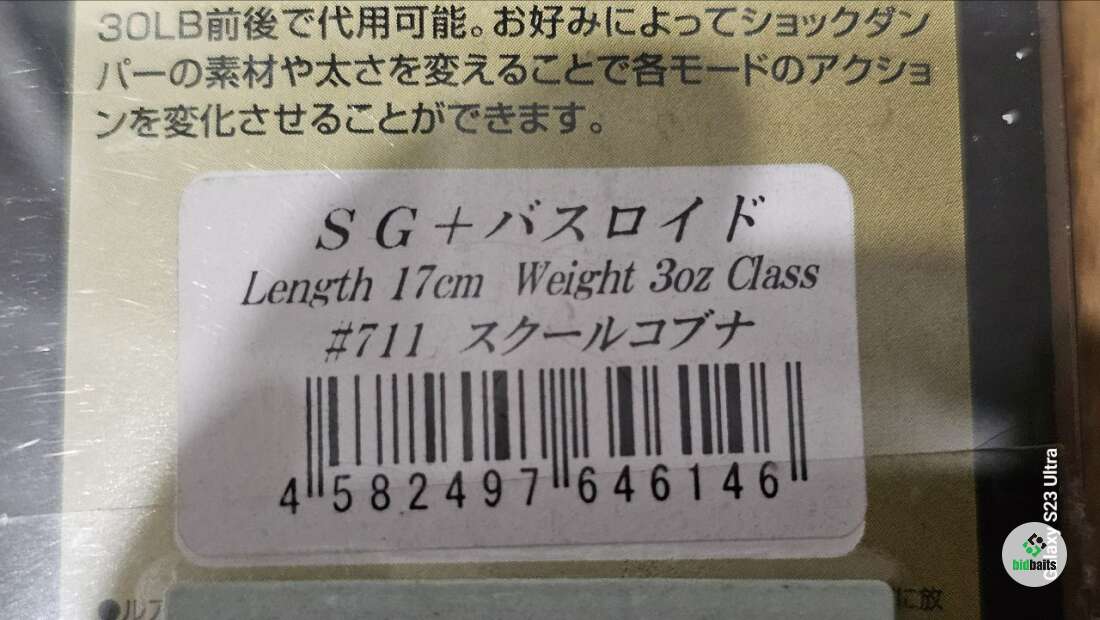 30LB前後で代用可能。お好みによってショックダン
パーの素材や太さを変えることで各モードのアクショ
ンを変化させることができます。
SG+バスロイド
Length 17cm Weight 3oz Class
#711 スクールコブナ
4 582497 646146
●ルア
に放
Galaxy S23 Ultra
bidbaits